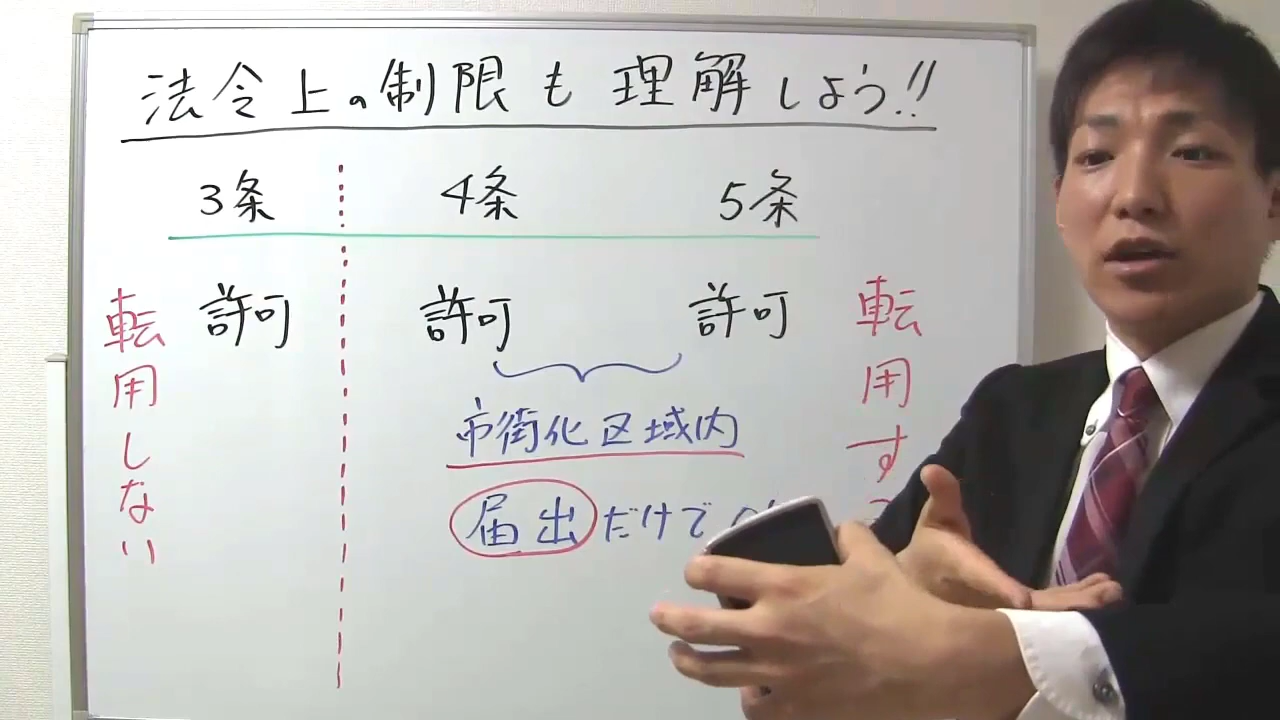 法令上の制限も理解しよう!!
3条 4条 5条
転用しない
許可 許可 許可
転用す
市街化区域内
届出だけで